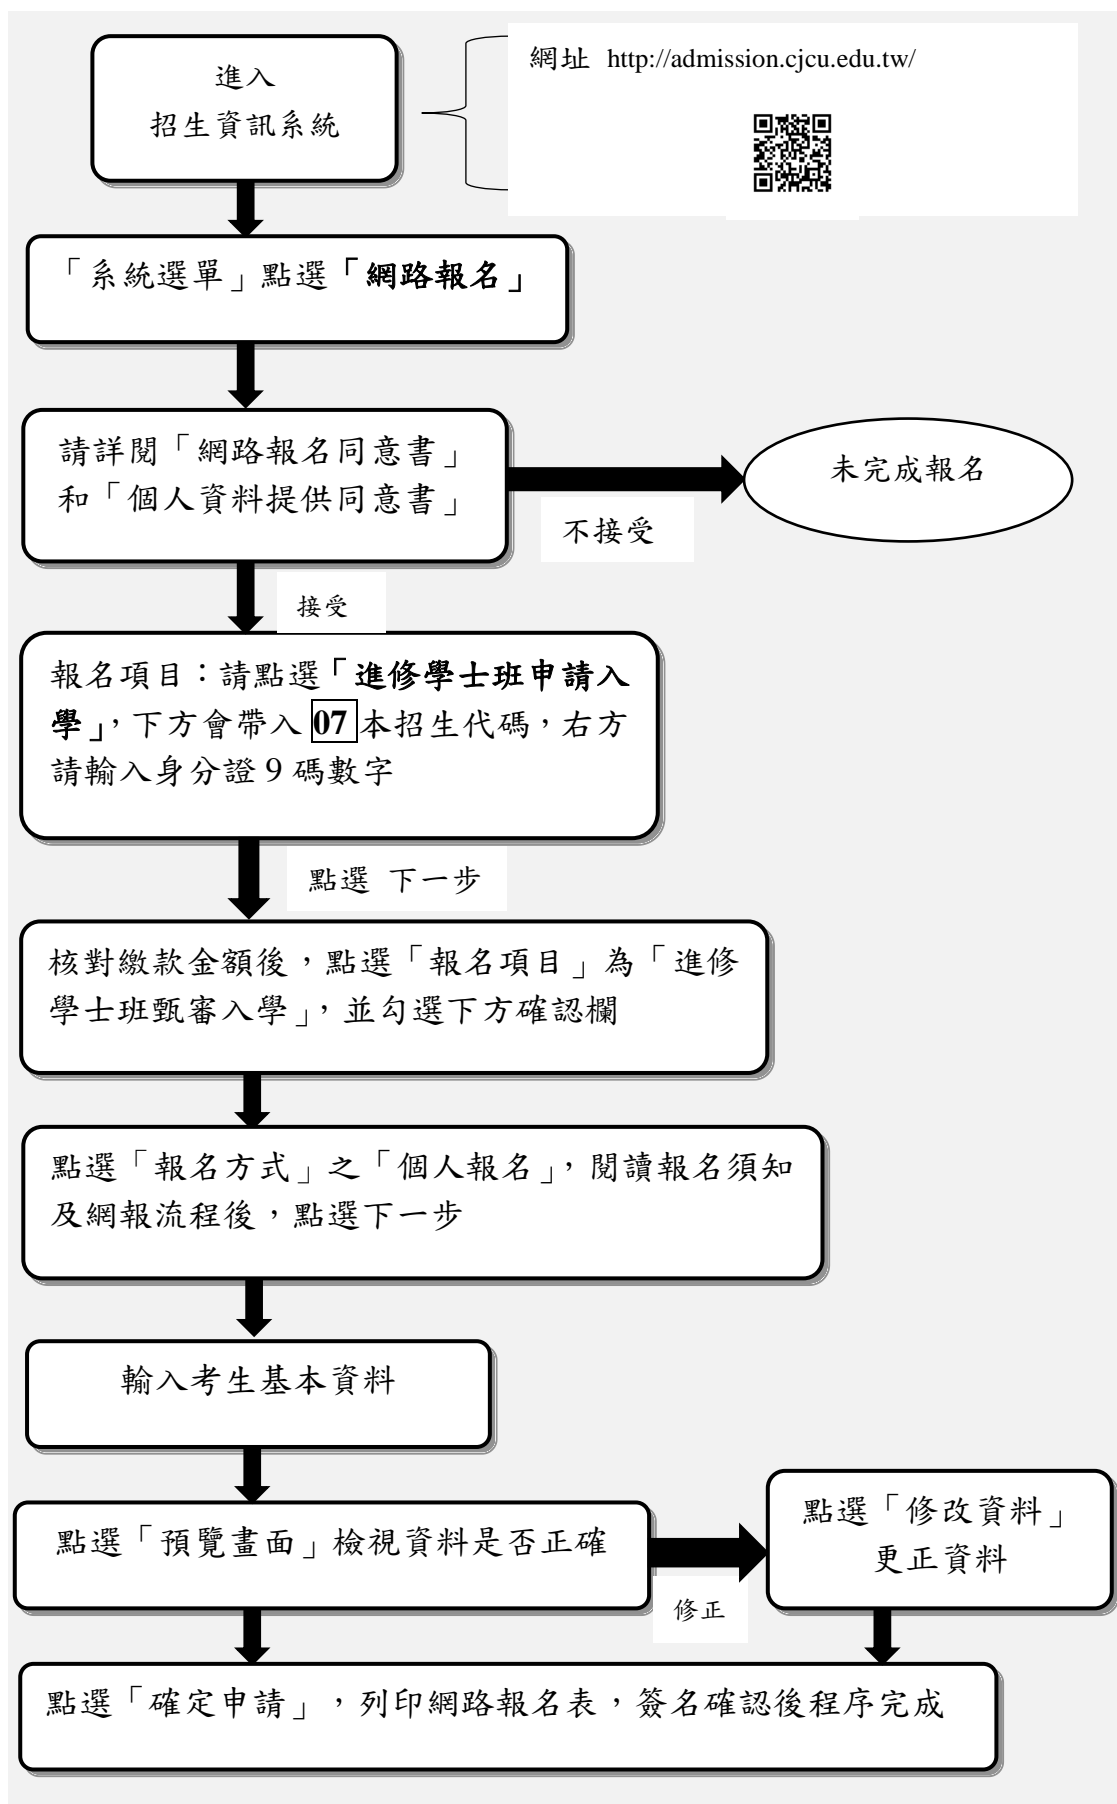 進入
招生資訊系統
網址 http://admission.cjcu.edu.tw/
「系統選單」點選「網路報名」
請詳閱「網路報名同意書」
和「個人資料提供同意書」
不接受
未完成報名
接受
報名項目：請點選「進修學士班申請入
學」，下方會帶入 07 本招生代碼，右方
請輸入身分證 9 碼數字
點選 下一步
核對繳款金額後，點選「報名項目」為「進修
學士班甄審入學」，並勾選下方確認欄
點選「報名方式」之「個人報名」，閱讀報名須知
及網報流程後，點選下一步
輸入考生基本資料
點選「預覽畫面」檢視資料是否正確
修正
點選「修改資料」
更正資料
點選「確定申請」，列印網路報名表，簽名確認後程序完成